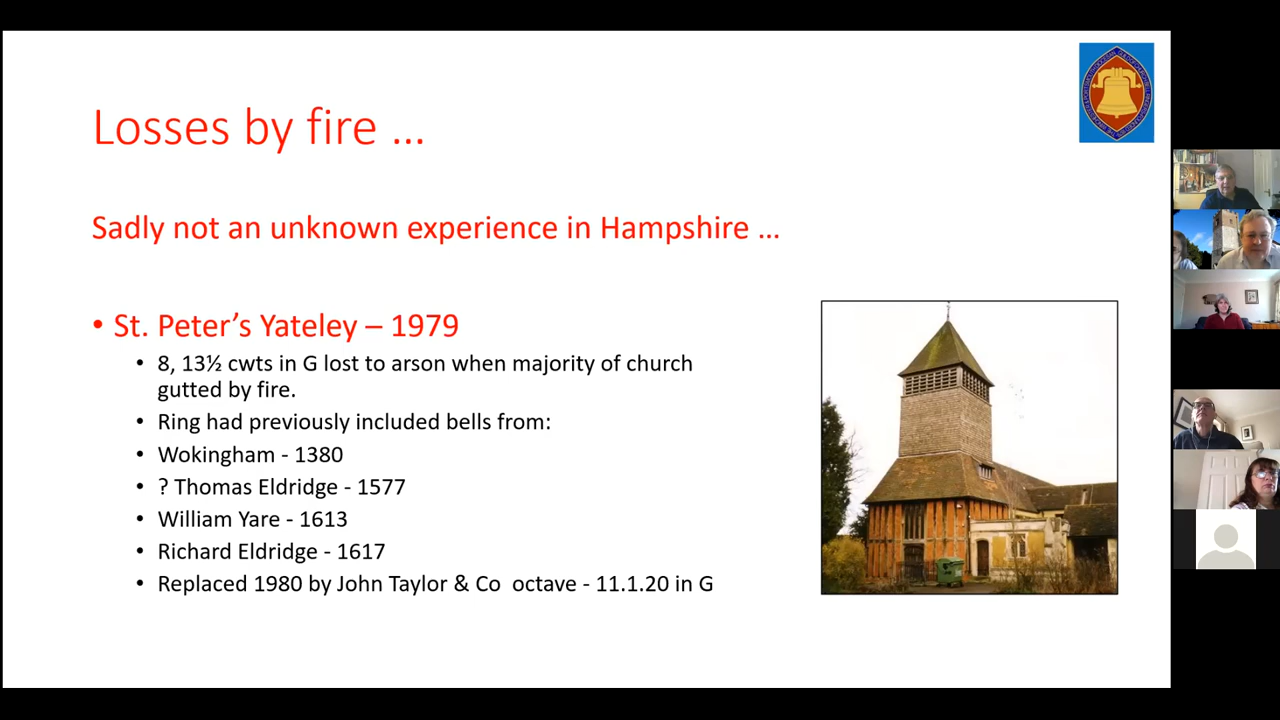 Losses by fire ...
Sadly not an unknown experience in Hampshire ...
• St. Peter's Yateley – 1979
• 8, 13½ cwts in G lost to arson when majority of church
gutted by fire.
• Ring had previously included bells from:
• Wokingham - 1380
• ? Thomas Eldridge - 1577
• William Yare - 1613
• Richard Eldridge - 1617
• Replaced 1980 by John Taylor & Co  octave - 11.1.20 in G